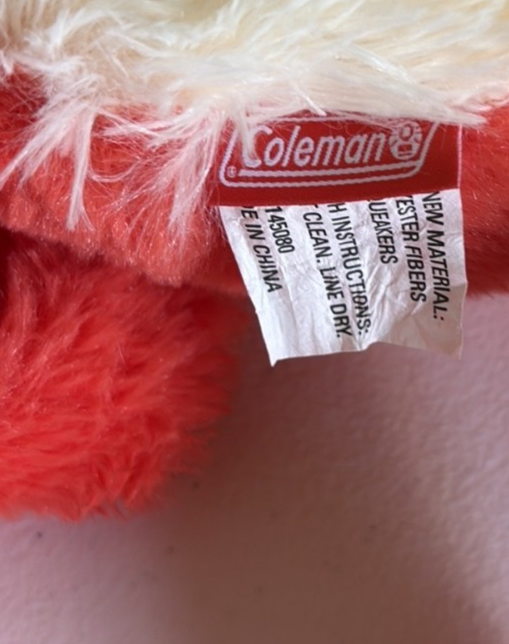 Coleman
NEW MATERIAL:
ESTER FIBERS
UEAKERS
H INSTRUCTIONS:
CLEAN. LINE DRY.
145080
E IN CHINA